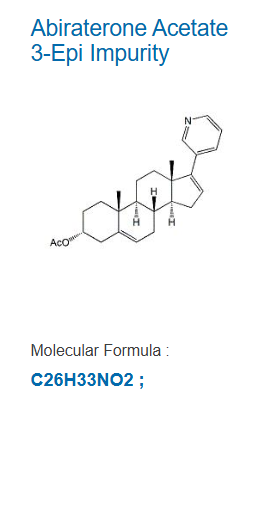 Abiraterone Acetate
3-Epi Impurity
N
H
H
H
AcO
Molecular Formula :
C26H33NO2 ;